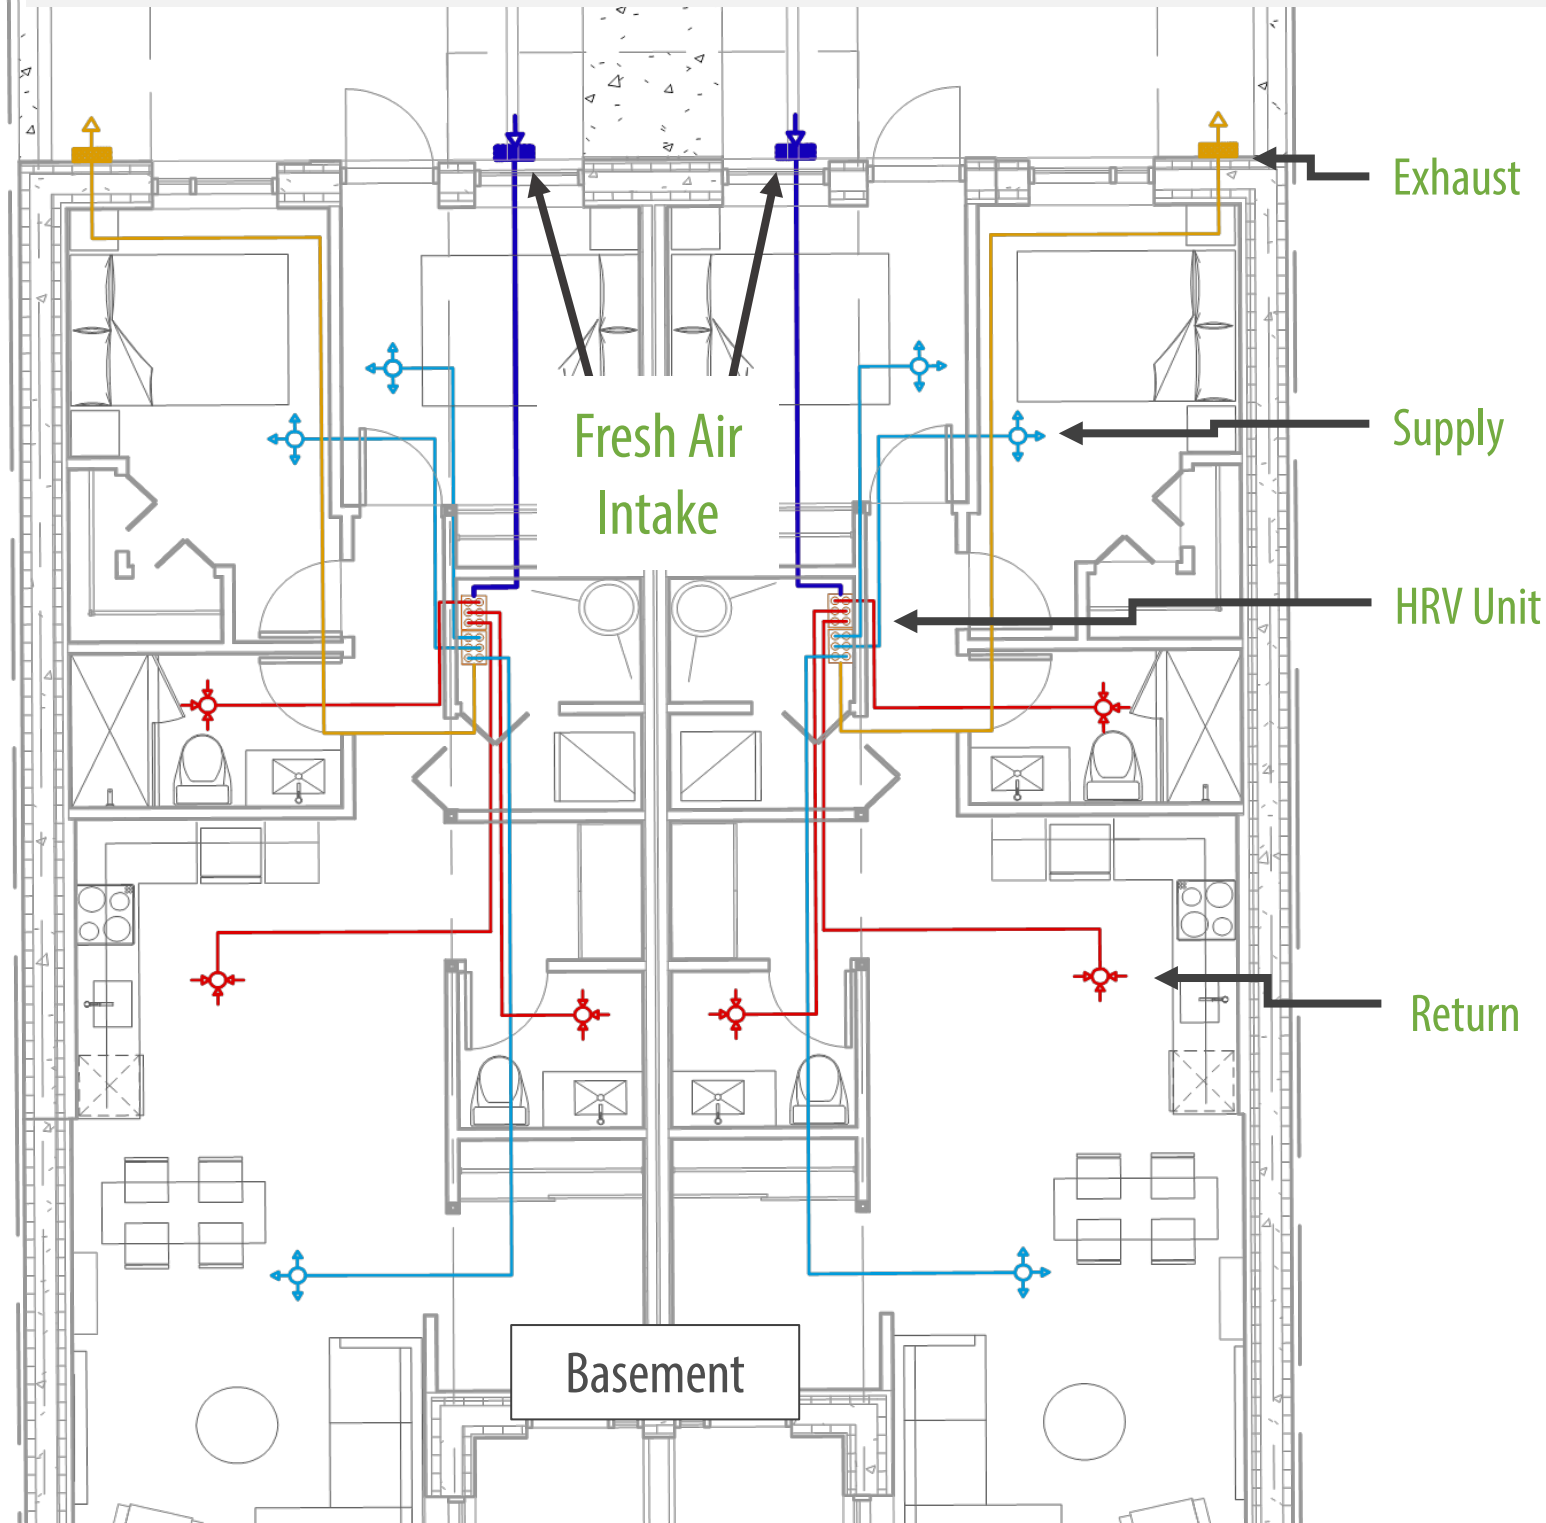 Exhaust
Fresh Air
Intake
Supply
HRV Unit
Return
Basement